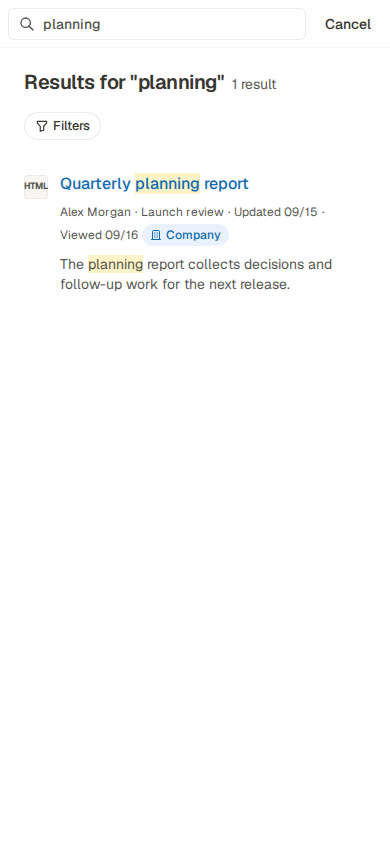 planning
Cancel
Results for "planning" 1 result
Filters
HTML
Quarterly planning report
Alex Morgan · Launch review · Updated 09/15 ·
Viewed 09/16 Company
The planning report collects decisions and
follow-up work for the next release.